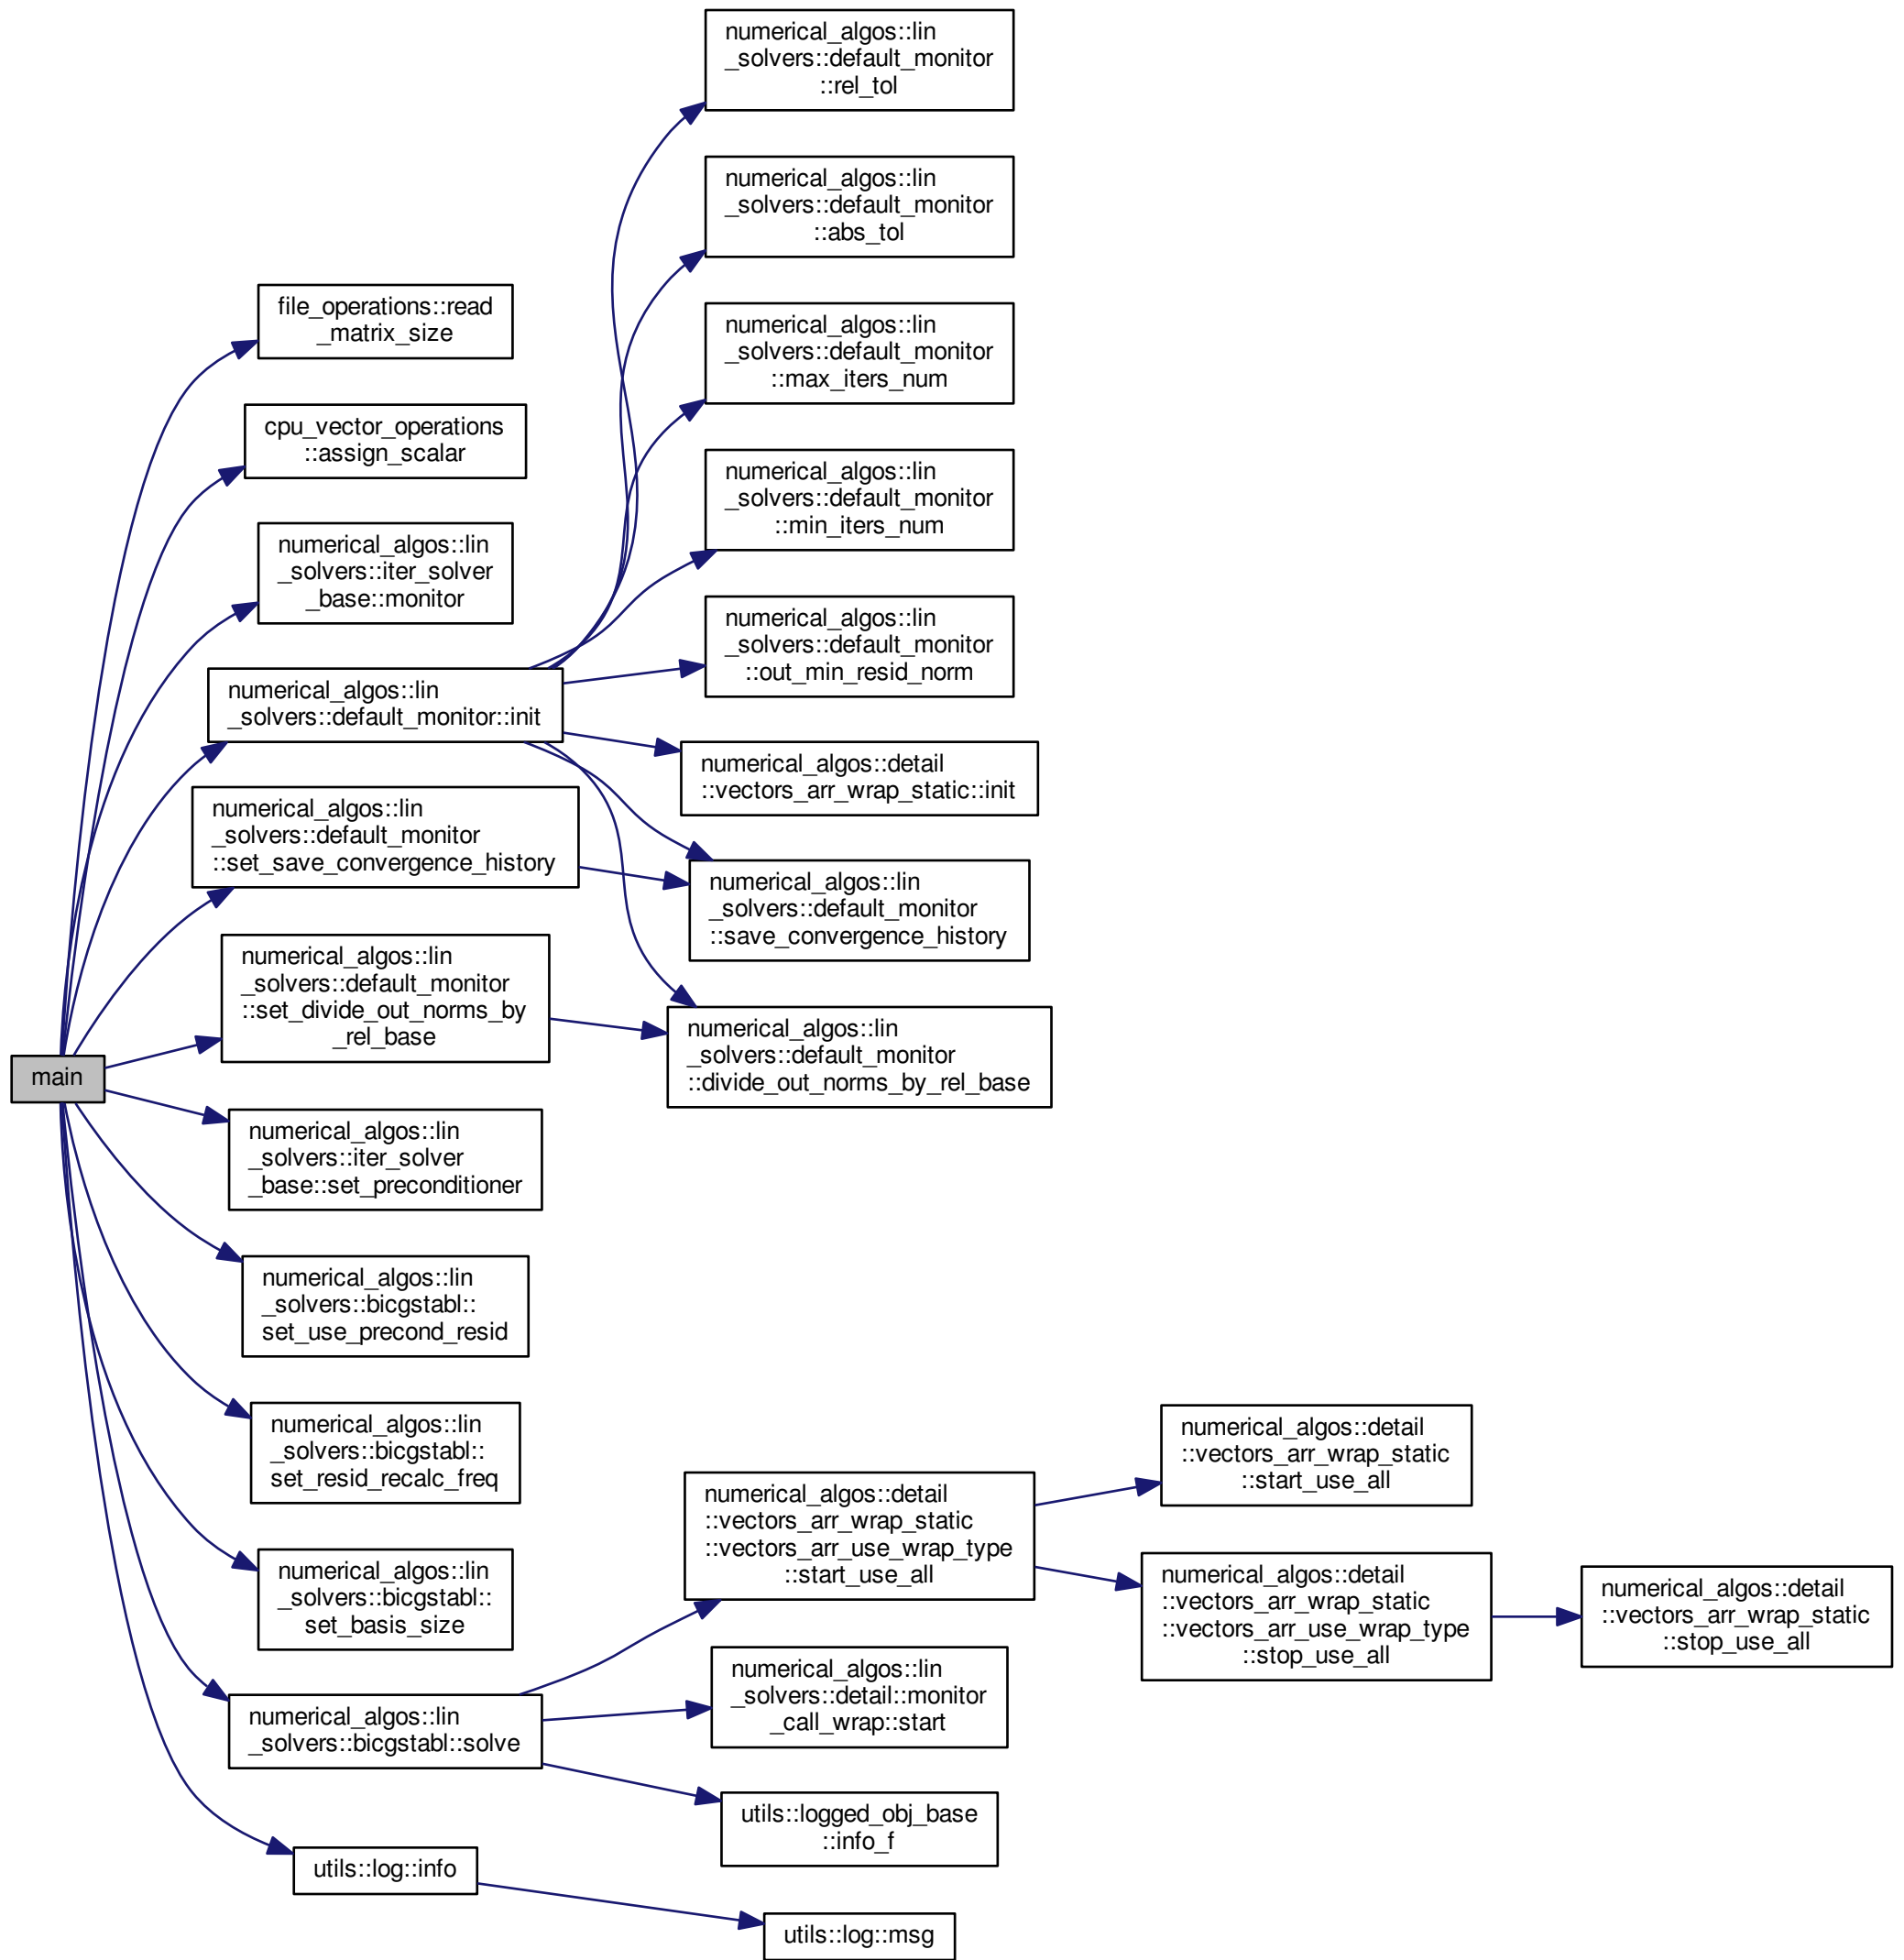 numerical_algos::lin
_solvers::default_monitor
::rel_tol
numerical_algos::lin
_solvers::default_monitor
::abs_tol
file_operations::read
_matrix_size
numerical_algos::lin
_solvers::default_monitor
::max_iters_num
cpu_vector_operations
::assign_scalar
numerical_algos::lin
_solvers::default_monitor
::min_iters_num
numerical_algos::lin
_solvers::iter_solver
_base::monitor
numerical_algos::lin
_solvers::default_monitor
::out_min_resid_norm
numerical_algos::lin
_solvers::default_monitor::init
numerical_algos::detail
::vectors_arr_wrap_static::init
numerical_algos::lin
_solvers::default_monitor
::set_save_convergence_history
numerical_algos::lin
_solvers::default_monitor
::save_convergence_history
numerical_algos::lin
_solvers::default_monitor
::set_divide_out_norms_by
_rel_base
numerical_algos::lin
_solvers::default_monitor
::divide_out_norms_by_rel_base
main
numerical_algos::lin
_solvers::iter_solver
_base::set_preconditioner
numerical_algos::lin
_solvers::bicgstabl::
set_use_precond_resid
numerical_algos::lin
_solvers::bicgstabl::
set_resid_recalc_freq
numerical_algos::detail
::vectors_arr_wrap_static
::start_use_all
numerical_algos::detail
::vectors_arr_wrap_static
::vectors_arr_use_wrap_type
::start_use_all
numerical_algos::lin
_solvers::bicgstabl::
set_basis_size
numerical_algos::detail
::vectors_arr_wrap_static
::vectors_arr_use_wrap_type
::stop_use_all
numerical_algos::detail
::vectors_arr_wrap_static
::stop_use_all
numerical_algos::lin
_solvers::detail::monitor
_call_wrap::start
numerical_algos::lin
_solvers::bicgstabl::solve
utils::logged_obj_base
::info_f
utils::log::info
utils::log::msg